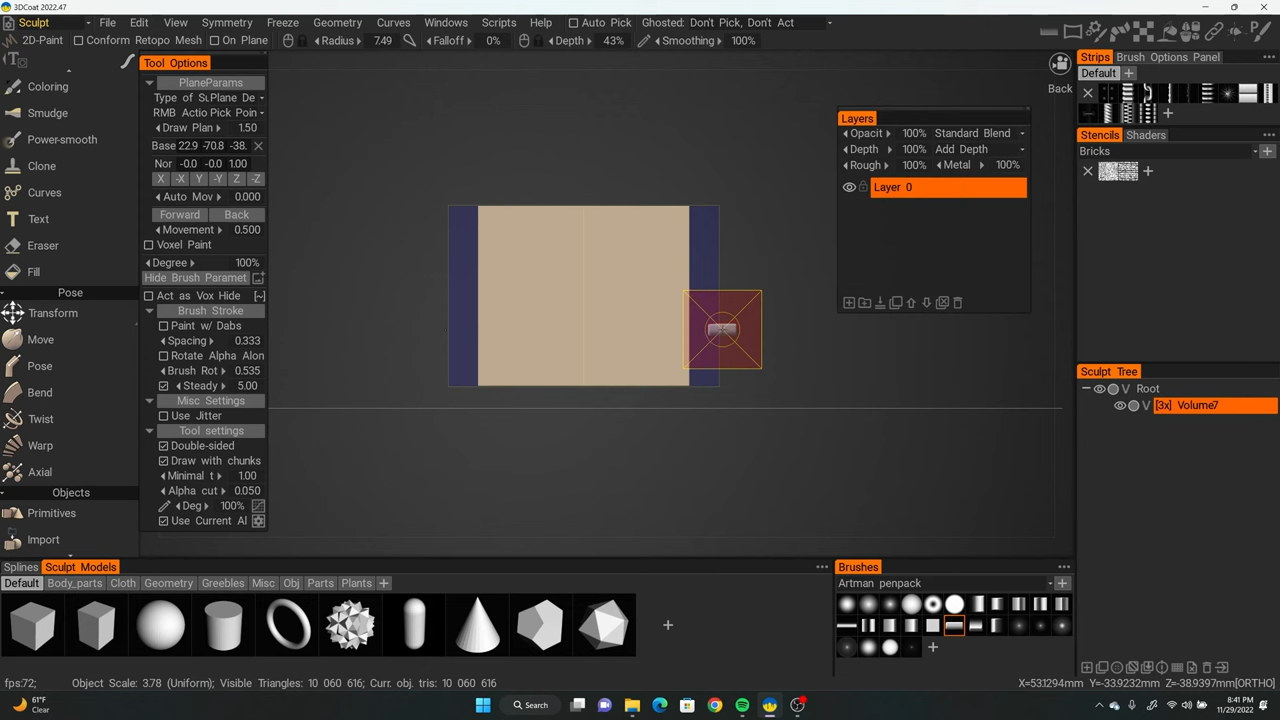 3DCoat 2022.47
Sculpt File Edit View Symmetry Freeze Geometry Curves Windows Scripts Help Auto Pick Ghosted: Don't Pick, Don't Act
2D-Paint Conform Retopo Mesh On Plane Radius 7.49 Falloff 0% Depth 43% Smoothing 100%
Coloring
Smudge
Power-smooth
Clone
Curves
Text
Eraser
Fill
Pose
Transform
Move
Pose
Bend
Twist
Warp
Axial
Objects
Primitives
Import
Tool Options
PlaneParams
Type of Su Plane De
RMB Actio Pick Poin
Draw Plan 1.50
Base 22.9 -70.8 -38.
Nor -0.0 -0.0 1.00
X -X Y -Y Z -Z
Auto Mov 0.000
Forward Back
Movement 0.500
Voxel Paint
Degree 100%
Hide Brush Paramet
Act as Vox Hide [~]
Brush Stroke
Paint w/ Dabs
Spacing 0.333
Rotate Alpha Alon
Brush Rot 0.535
Steady 5.00
Misc Settings
Use Jitter
Tool settings
Double-sided
Draw with chunks
Minimal t 1.00
Alpha cut 0.050
Deg 100%
Use Current Al
Back
Layers
Opacit 100% Standard Blend
Depth 100% Add Depth
Rough 100% Metal 100%
Layer 0
Strips Brush Options Panel
Default
Stencils Shaders
Bricks
Sculpt Tree
V Root
V [3x] Volume7
Splines Sculpt Models
Default Body_parts Cloth Geometry Greebles Misc Obj Parts Plants
Brushes
Artman penpack
fps:72; Object Scale: 3.78 (Uniform); Visible Triangles: 10 060 616; Curr. obj. tris: 10 060 616
X=531294mm Y=-33.9232mm Z=-38.9397mm [ORTHO]
61°F
Clear
Search
8:41 PM
11/29/2022